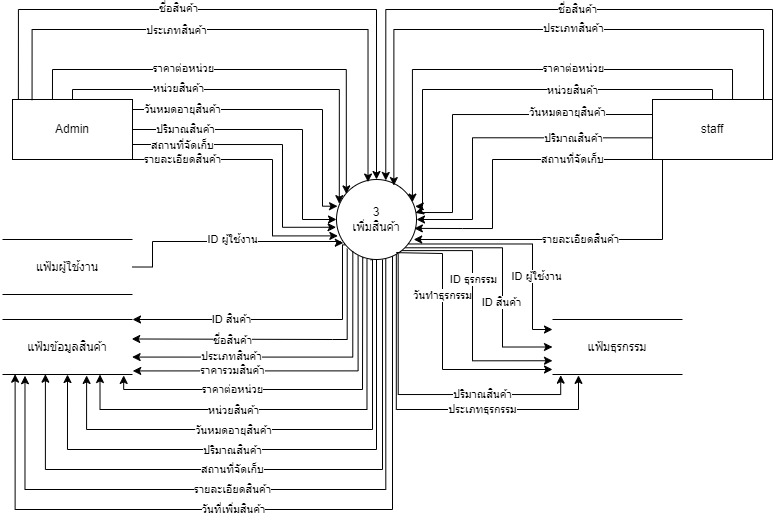 ชื่อสินค้า
ชื่อสินค้า
ประเภทสินค้า
ประเภทสินค้า
ราคาต่อหน่วย
ราคาต่อหน่วย
หน่วยสินค้า
หน่วยสินค้า
วันหมดอายุสินค้า
วันหมดอายุสินค้า
Admin
staff
ปริมาณสินค้า
ปริมาณสินค้า
สถานที่จัดเก็บ
รายละเอียดสินค้า
สถานที่จัดเก็บ
3
เพิ่มสินค้า
ID ผู้ใช้งาน
รายละเอียดสินค้า
แฟ้มผู้ใช้งาน
ID ธุรกรรม
ID ผู้ใช้งาน
วันทำธุรกรรม
ID สินค้า
ID สินค้า
ชื่อสินค้า
แฟ้มข้อมูลสินค้า
แฟ้มธุรกรรม
ประเภทสินค้า
ราคารวมสินค้า
ราคาต่อหน่วย
ปริมาณสินค้า
หน่วยสินค้า
ประเภทธุรกรรม
วันหมดอายุสินค้า
ปริมาณสินค้า
สถานที่จัดเก็บ
รายละเอียดสินค้า
วันที่เพิ่มสินค้า